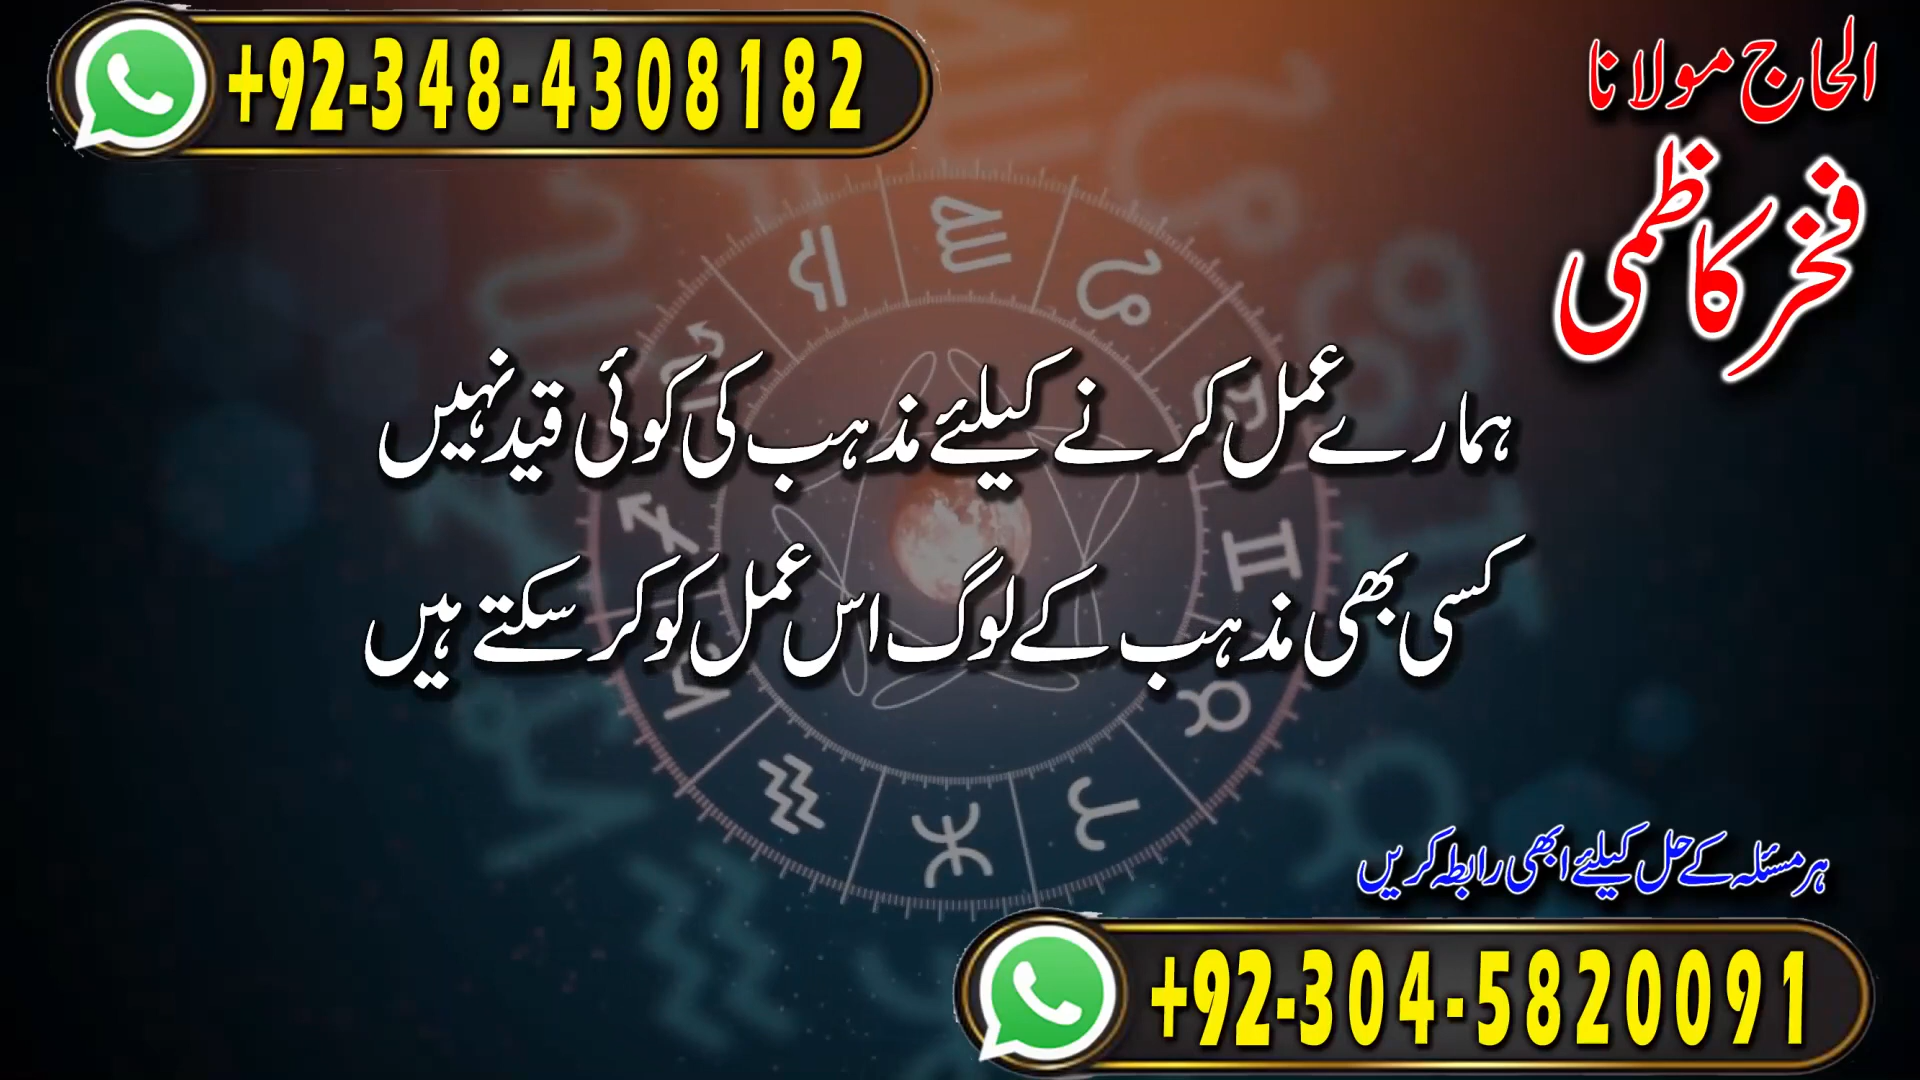 +92-348-4308182
الحاج مولانا
فخر کاظمی
ہمارے عمل کرنے کیلئے مذہب کی کوئی قید نہیں
کسی بھی مذہب کے لوگ اس عمل کو کر سکتے ہیں
ہر مسئلہ کے حل کیلئے ابھی رابطہ کریں
+92-304-5820091